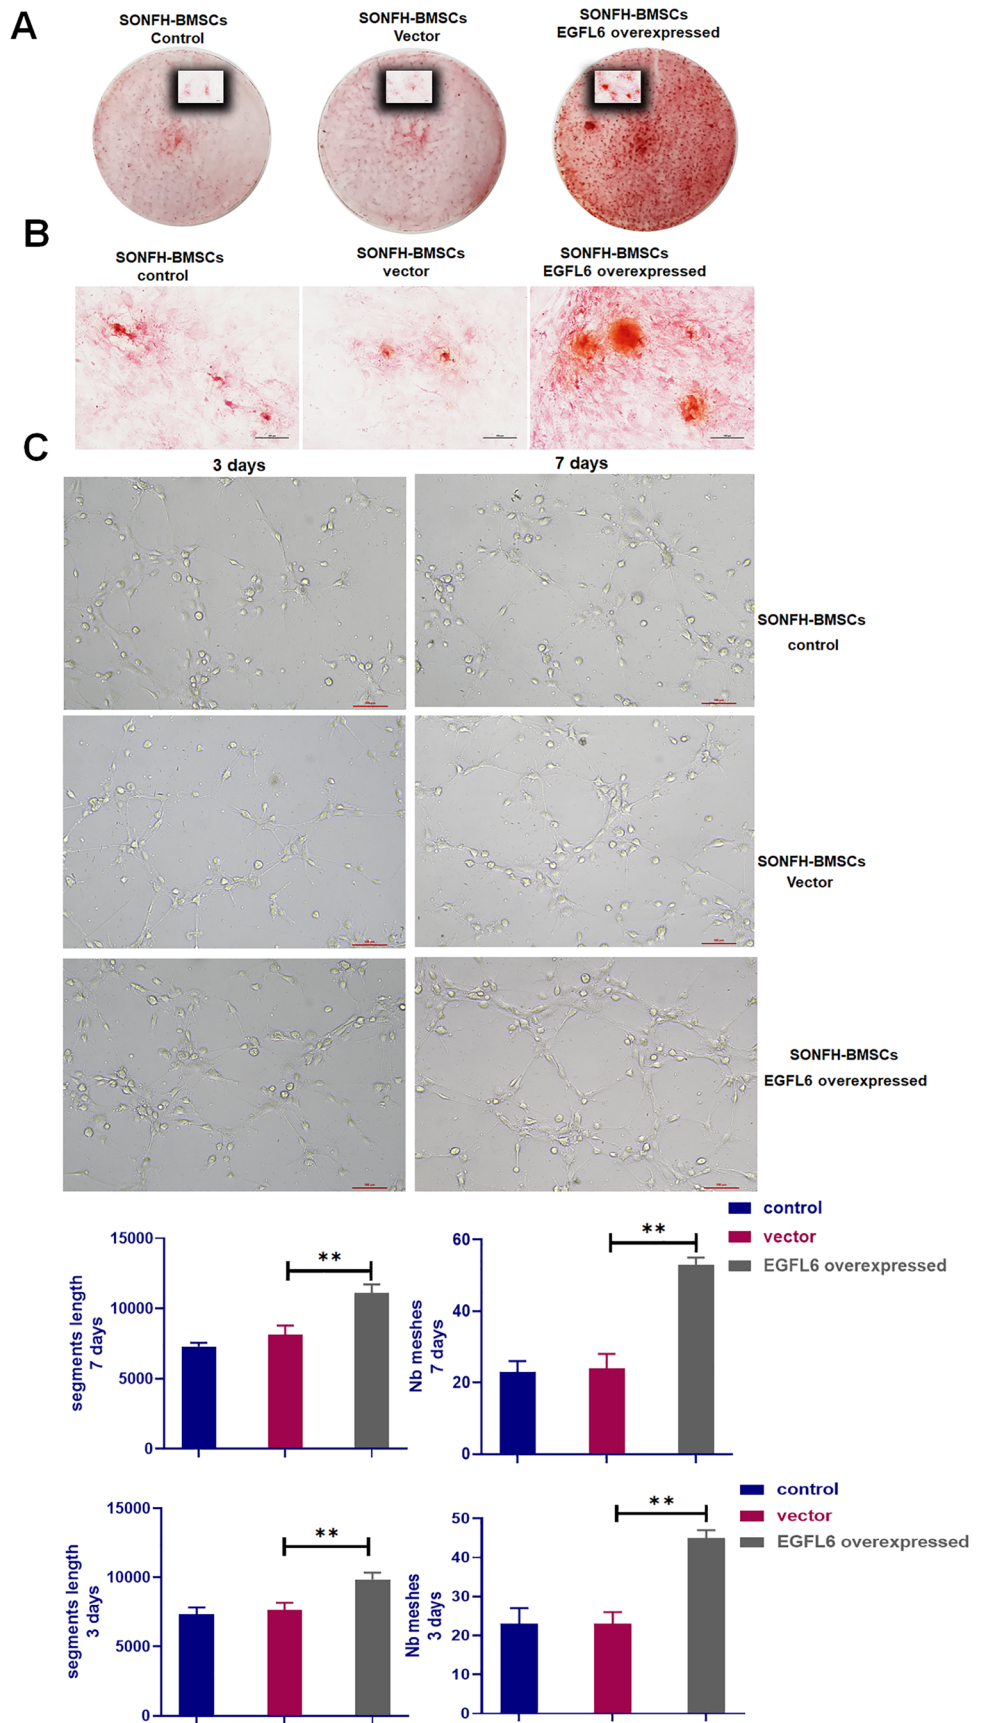 A
SONFH-BMSCs
Control
SONFH-BMSCs
Vector
SONFH-BMSCs
EGFL6 overexpressed
B
SONFH-BMSCs
control
SONFH-BMSCs
vector
SONFH-BMSCs
EGFL6 overexpressed
C
3 days
7 days
SONFH-BMSCs
control
SONFH-BMSCs
Vector
SONFH-BMSCs
EGFL6 overexpressed
segments length
7 days
15000
10000
5000
0
**
Nb meshes
7 days
60
40
20
0
**
control
vector
EGFL6 overexpressed
segments length
3 days
15000
10000
5000
0
**
Nb meshes
3 days
50
40
30
20
10
0
**
control
vector
EGFL6 overexpressed